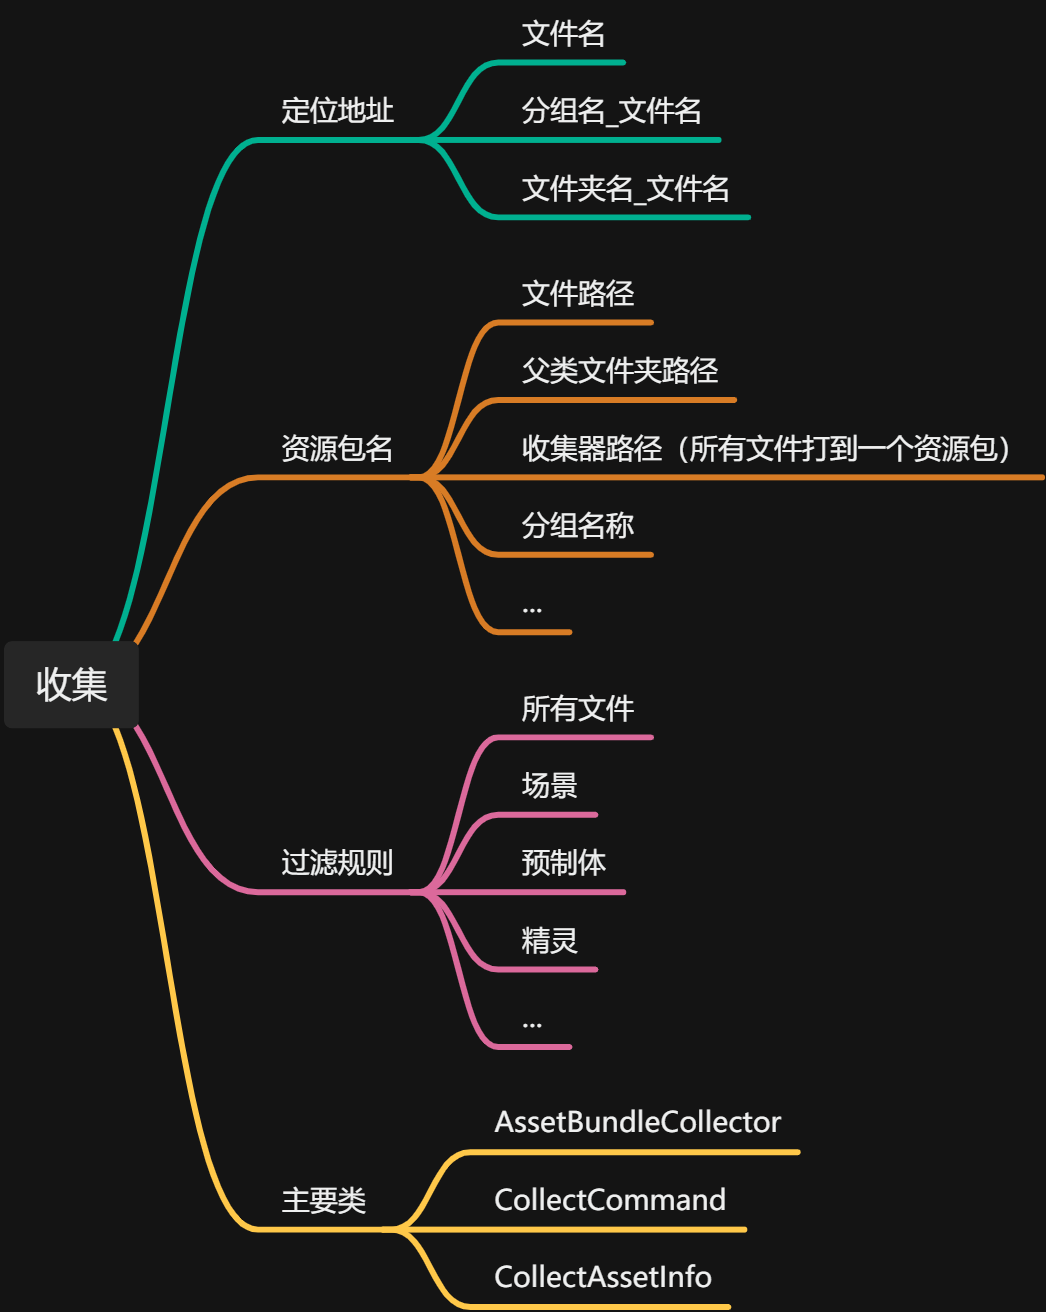 文件名
定位地址
分组名_文件名
文件夹名_文件名
文件路径
父类文件夹路径
资源包名
收集器路径（所有文件打到一个资源包）
分组名称
...
收集
所有文件
场景
过滤规则
预制体
精灵
...
AssetBundleCollector
主要类
CollectCommand
CollectAssetInfo